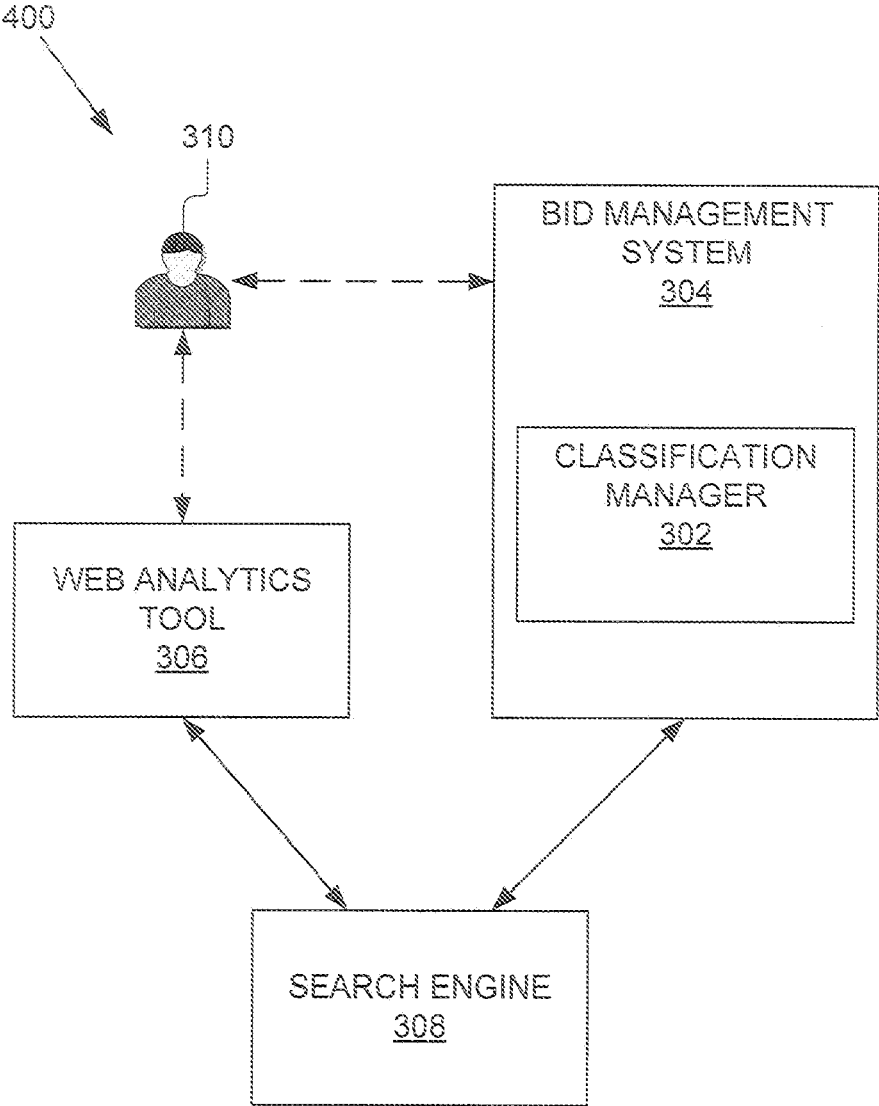 400
310
BID MANAGEMENT
SYSTEM
304
CLASSIFICATION
MANAGER
302
WEB ANALYTICS
TOOL
306
SEARCH ENGINE
308